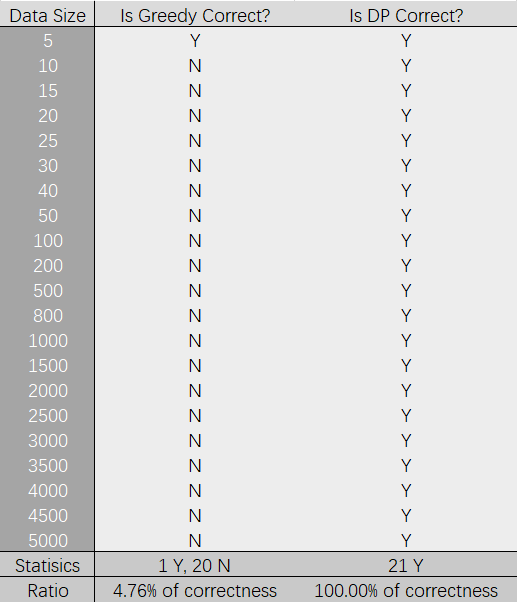 Data Size Is Greedy Correct? Is DP Correct?
5 Y Y
10 N Y
15 N Y
20 N Y
25 N Y
30 N Y
40 N Y
50 N Y
100 N Y
200 N Y
500 N Y
800 N Y
1000 N Y
1500 N Y
2000 N Y
2500 N Y
3000 N Y
3500 N Y
4000 N Y
4500 N Y
5000 N Y
Statisics 1 Y, 20 N 21 Y
Ratio 4.76% of correctness 100.00% of correctness